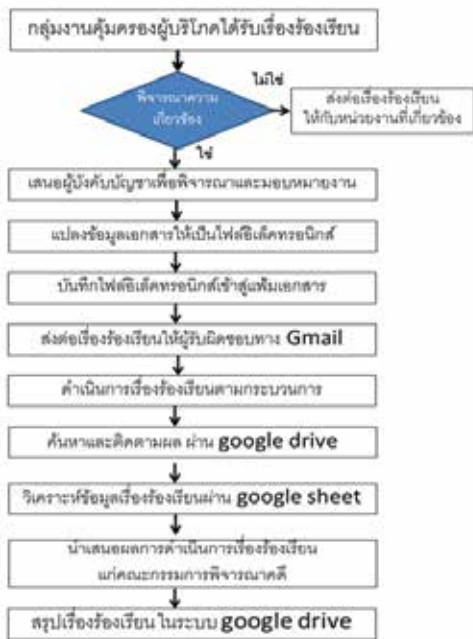 กลุ่มงานคุ้มครองผู้บริโภคได้รับเรื่องร้องเรียน
พิจารณาความ
เกี่ยวข้อง
ไม่ใช่
ส่งต่อเรื่องร้องเรียน
ให้กับหน่วยงานที่เกี่ยวข้อง
ใช่
เสนอผู้บังคับบัญชาเพื่อพิจารณาและมอบหมายงาน
แปลงข้อมูลเอกสารให้เป็นไฟล์อิเล็คทรอนิกส์
บันทึกไฟล์อิเล็คทรอนิกส์เข้าสู่แฟ้มเอกสาร
ส่งต่อเรื่องร้องเรียนให้ผู้รับผิดชอบทาง Gmail
ดำเนินการเรื่องร้องเรียนตามกระบวนการ
ค้นหาและติดตามผล ผ่าน google drive
วิเคราะห์ข้อมูลเรื่องร้องเรียนผ่าน google sheet
นำเสนอผลการดำเนินการเรื่องร้องเรียน
แก่คณะกรรมการพิจารณาคดี
สรุปเรื่องร้องเรียน ในระบบ google drive